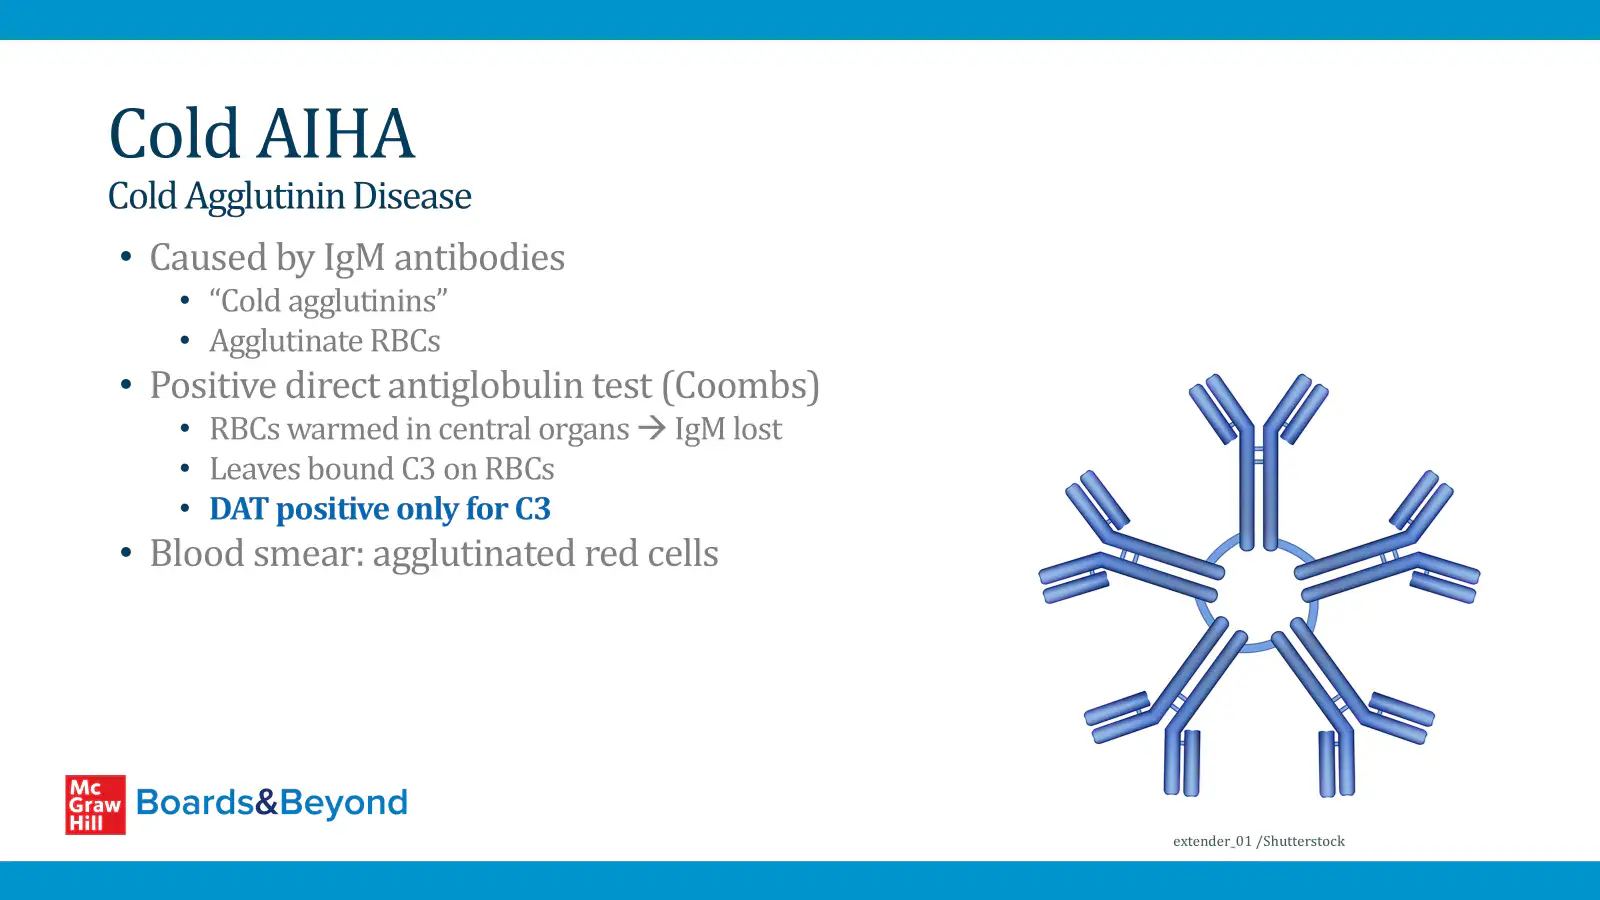 Cold AIHA
Cold Agglutinin Disease
• Caused by IgM antibodies
• “Cold agglutinins”
• Agglutinate RBCs
• Positive direct antiglobulin test (Coombs)
• RBCs warmed in central organs → IgM lost
• Leaves bound C3 on RBCs
• DAT positive only for C3
• Blood smear: agglutinated red cells
Mc
Graw
Hill
Boards&Beyond
extender_01 /Shutterstock